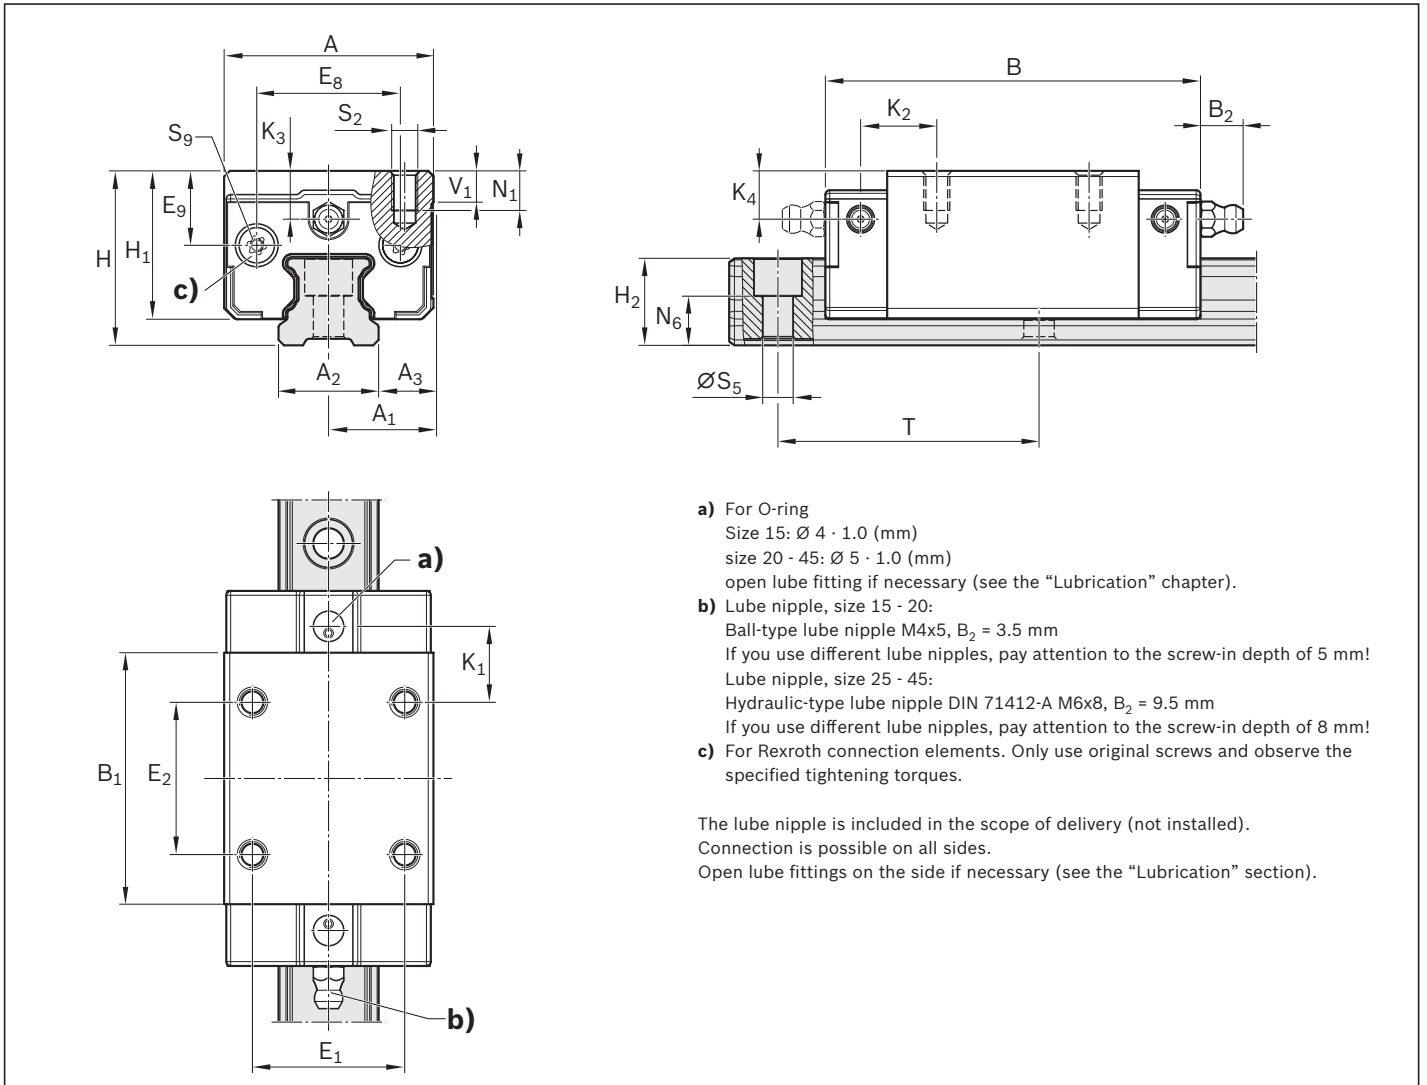 A
E₈
S₂
K₃
S₉
V₁
N₁
E₉
H
H₁
c)
A₂
A₃
A₁
B
K₂
B₂
K₄
H₂
N₆
ØS₅
T
a)
K₁
B₁
E₂
b)
E₁
a) For O-ring
Size 15: Ø 4 · 1.0 (mm)
size 20 - 45: Ø 5 · 1.0 (mm)
open lube fitting if necessary (see the “Lubrication” chapter).
b) Lube nipple, size 15 - 20:
Ball-type lube nipple M4x5, B₂ = 3.5 mm
If you use different lube nipples, pay attention to the screw-in depth of 5 mm!
Lube nipple, size 25 - 45:
Hydraulic-type lube nipple DIN 71412-A M6x8, B₂ = 9.5 mm
If you use different lube nipples, pay attention to the screw-in depth of 8 mm!
c) For Rexroth connection elements. Only use original screws and observe the
specified tightening torques.
The lube nipple is included in the scope of delivery (not installed).
Connection is possible on all sides.
Open lube fittings on the side if necessary (see the “Lubrication” section).